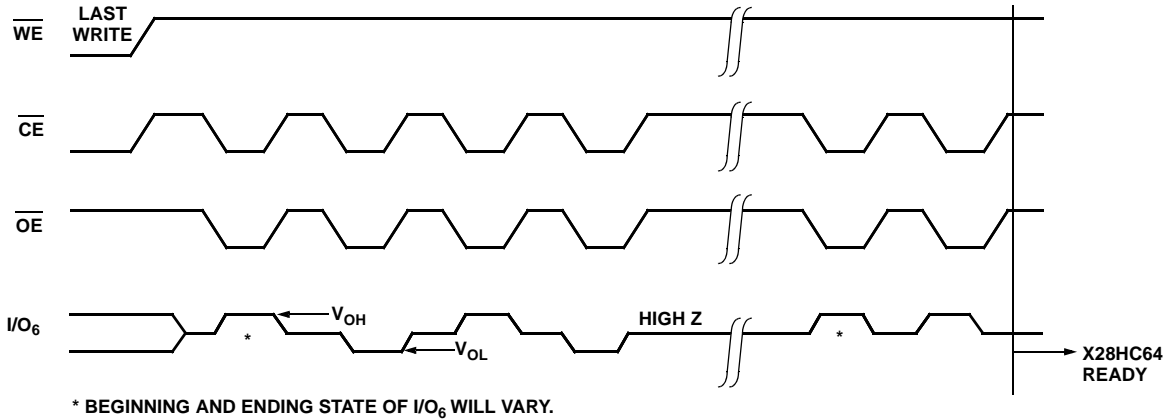 LAST
WRITE
WE
CE
OE
I/O6
VOH
VOL
*
HIGH Z
*
X28HC64
READY
* BEGINNING AND ENDING STATE OF I/O6 WILL VARY.